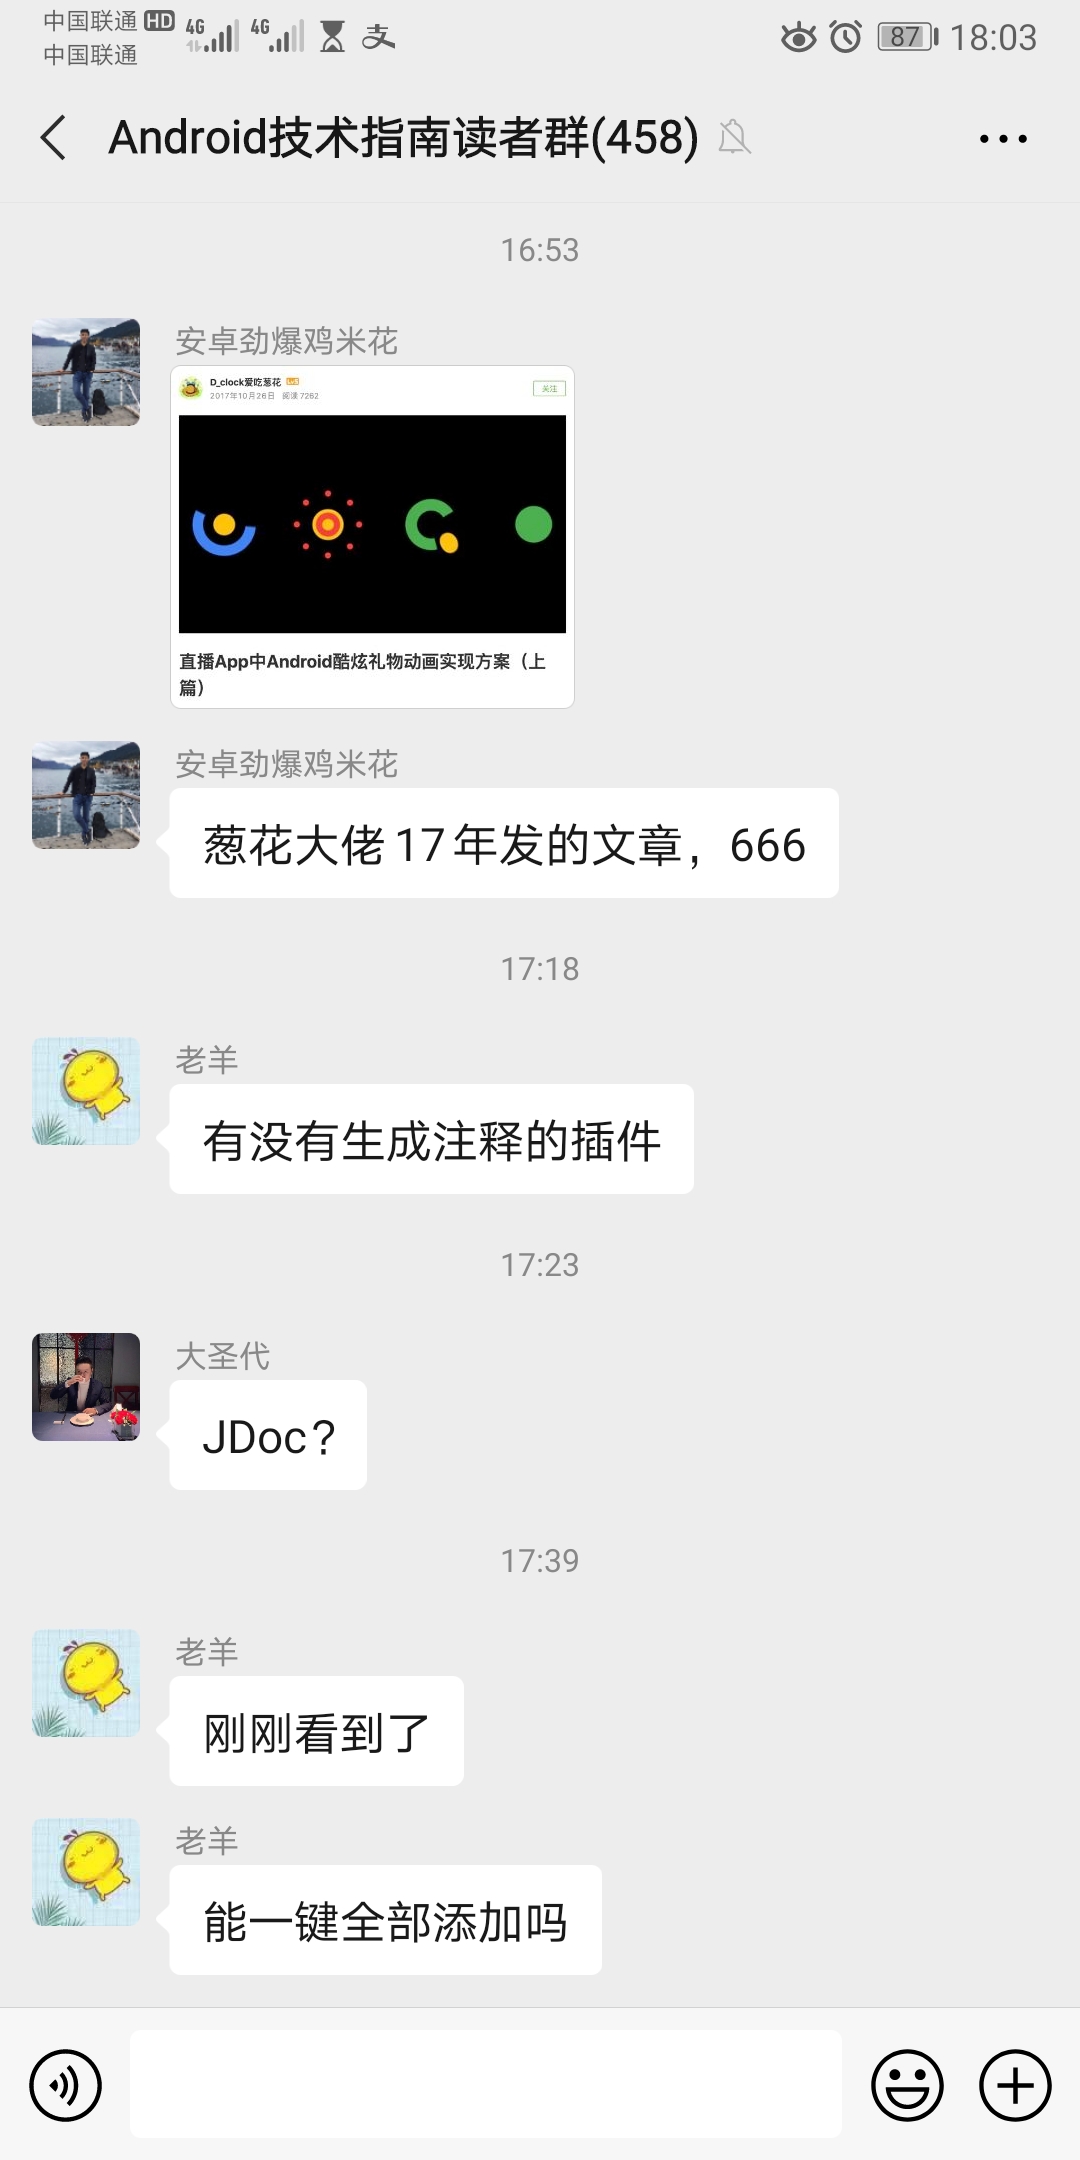 中国联通 HD 4G 4G 87 18:03
中国联通
Android技术指南读者群(458)
16:53
安卓劲爆鸡米花
D_clock爱吃葱花
2017年10月26日 阅读 7262
关注
直播App中Android酷炫礼物动画实现方案（上
篇）
安卓劲爆鸡米花
葱花大佬17年发的文章，666
17:18
老羊
有没有生成注释的插件
17:23
大圣代
JDoc？
17:39
老羊
刚刚看到了
老羊
能一键全部添加吗